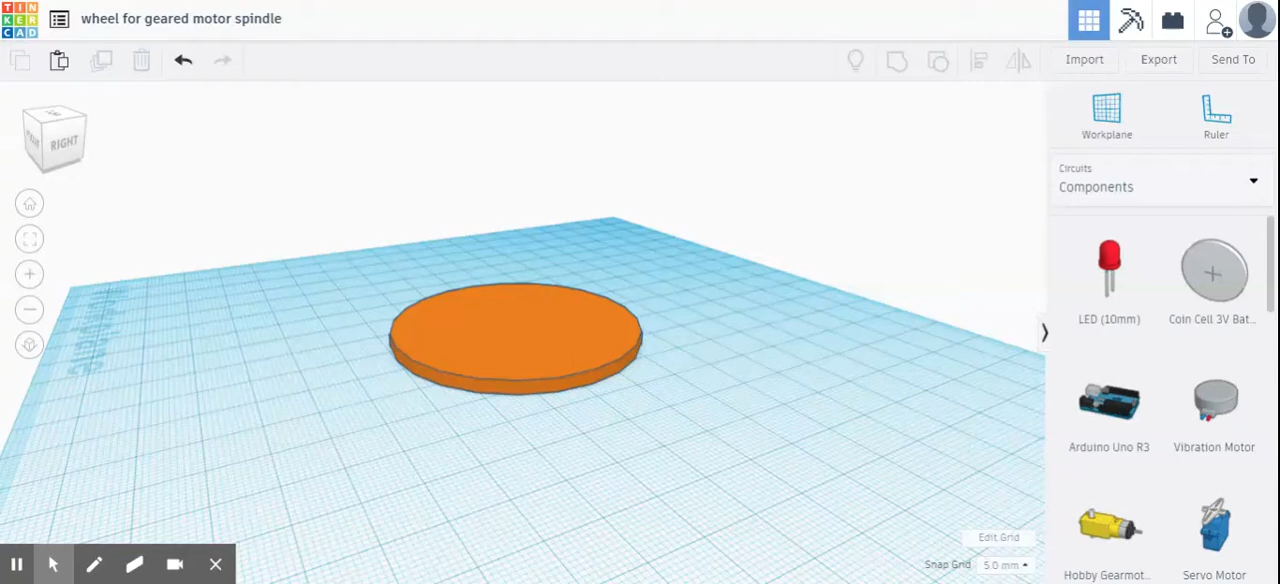 TIN
KER
CAD
wheel for geared motor spindle
Import
Export
Send To
RIGHT
Workplane
Ruler
Circuits
Components
LED (10mm)
Coin Cell 3V Bat...
Arduino Uno R3
Vibration Motor
Hobby Gearmot...
Servo Motor
Edit Grid
Snap Grid
5.0 mm